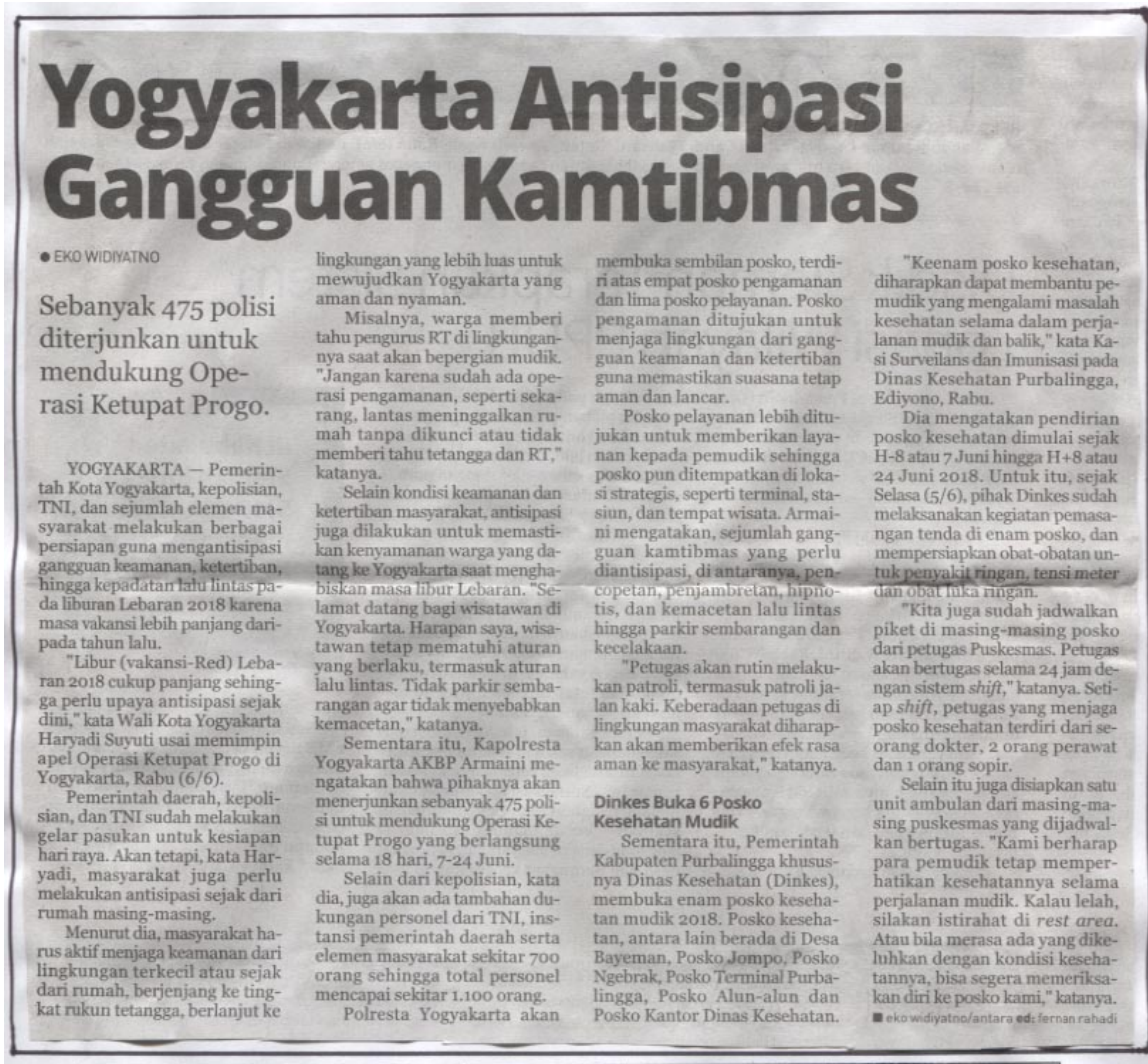 Yogyakarta Antisipasi
Gangguan Kamtibmas
● EKO WIDIYATNO
Sebanyak 475 polisi
diterjunkan untuk
mendukung Ope-
rasi Ketupat Progo.
YOGYAKARTA — Pemerin-
tah Kota Yogyakarta, kepolisian,
TNI, dan sejumlah elemen ma-
syarakat melakukan berbagai
persiapan guna mengantisipasi
gangguan keamanan, ketertiban,
hingga kepadatan lalu lintas pa-
da liburan Lebaran 2018 karena
masa vakansi lebih panjang dari-
pada tahun lalu.
"Libur (vakansi-Red) Leba-
ran 2018 cukup panjang sehing-
ga perlu upaya antisipasi sejak
dini," kata Wali Kota Yogyakarta
Haryadi Suyuti usai memimpin
apel Operasi Ketupat Progo di
Yogyakarta, Rabu (6/6).
Pemerintah daerah, kepoli-
sian, dan TNI sudah melakukan
gelar pasukan untuk kesiapan
hari raya. Akan tetapi, kata Har-
yadi, masyarakat juga perlu
melakukan antisipasi sejak dari
rumah masing-masing.
Menurut dia, masyarakat ha-
rus aktif menjaga keamanan dari
lingkungan terkecil atau sejak
dari rumah, berjenjang ke ting-
kat rukun tetangga, berlanjut ke
lingkungan yang lebih luas untuk
mewujudkan Yogyakarta yang
aman dan nyaman.
Misalnya, warga memberi
tahu pengurus RT di lingkungan-
nya saat akan bepergian mudik.
"Jangan karena sudah ada ope-
rasi pengamanan, seperti seka-
rang, lantas meninggalkan ru-
mah tanpa dikunci atau tidak
memberi tahu tetangga dan RT,"
katanya.
Selain kondisi keamanan dan
ketertiban masyarakat, antisipasi
juga dilakukan untuk memasti-
kan kenyamanan warga yang da-
tang ke Yogyakarta saat mengha-
biskan masa libur Lebaran. "Se-
lamat datang bagi wisatawan di
Yogyakarta. Harapan saya, wisa-
tawan tetap mematuhi aturan
yang berlaku, termasuk aturan
lalu lintas. Tidak parkir semba-
rangan agar tidak menyebabkan
kemacetan," katanya.
Sementara itu, Kapolresta
Yogyakarta AKBP Armaini
mengatakan bahwa pihaknya akan
menerjunkan sebanyak 475 poli-
si untuk mendukung Operasi Ke-
tupat Progo yang berlangsung
selama 18 hari, 7-24 Juni.
Selain dari kepolisian, kata
dia, juga akan ada tambahan du-
kungan personel dari TNI, ins-
tansi pemerintah daerah serta
elemen masyarakat sekitar 700
orang sehingga total personel
mencapai sekitar 1.100 orang.
Polresta Yogyakarta akan
membuka sembilan posko, terdi-
ri atas empat posko pengamanan
dan lima posko pelayanan. Posko
pengamanan ditujukan untuk
menjaga lingkungan dari gang-
guan keamanan dan ketertiban
guna memastikan suasana tetap
aman dan lancar.
Posko pelayanan lebih ditu-
jukan untuk memberikan laya-
nan kepada pemudik sehingga
posko pun ditempatkan di loka-
si strategis, seperti terminal, sta-
siun, dan tempat wisata. Armai-
ni mengatakan, sejumlah gang-
guan kamtibmas yang perlu
diantisipasi, di antaranya, pen-
copetan, penjambretan, hipno-
tis, dan kemacetan lalu lintas
hingga parkir sembarangan dan
kecelakaan.
"Petugas akan rutin melaku-
kan patroli, termasuk patroli ja-
lan kaki. Keberadaan petugas di
lingkungan masyarakat diharap-
kan akan memberikan efek rasa
aman ke masyarakat," katanya.
Dinkes Buka 6 Posko
Kesehatan Mudik
Sementara itu, Pemerintah
Kabupaten Purbalingga khusus-
nya Dinas Kesehatan (Dinkes),
membuka enam posko keseha-
tan mudik 2018. Posko keseha-
tan, antara lain berada di Desa
Bayeman, Posko Jompo, Posko
Ngebrak, Posko Terminal Purba-
lingga, Posko Alun-alun dan
Posko Kantor Dinas Kesehatan.
"Keenam posko kesehatan,
diharapkan dapat membantu pe-
mudik yang mengalami masalah
kesehatan selama dalam perja-
lanan mudik dan balik," kata Ka-
si Surveilans dan Imunisasi pada
Dinas Kesehatan Purbalingga,
Ediyono, Rabu.
Dia mengatakan pendirian
posko kesehatan dimulai sejak
H-8 atau 7 Juni hingga H+8 atau
24 Juni 2018. Untuk itu, sejak
Selasa (5/6), pihak Dinkes sudah
melaksanakan kegiatan pemasa-
ngan tenda di enam posko, dan
mempersiapkan obat-obatan un-
tuk penyakit ringan, tensi meter
dan obat luka ringan.
"Kita juga sudah jadwalkan
piket di masing-masing posko
dari petugas Puskesmas. Petugas
akan bertugas selama 24 jam de-
ngan sistem shift," katanya. Seti-
ap shift, petugas yang menjaga
posko kesehatan terdiri dari se-
orang dokter, 2 orang perawat
dan 1 orang sopir.
Selain itu juga disiapkan satu
unit ambulan dari masing-ma-
sing puskesmas yang dijadwal-
kan bertugas. "Kami berharap
para pemudik tetap memper-
hatikan kesehatannya selama
perjalanan mudik. Kalau lelah,
silakan istirahat di rest area.
Atau bila merasa ada yang dike-
luhkan dengan kondisi keseha-
tannya, bisa segera memeriksa-
kan diri ke posko kami," katanya.
■ eko widiyatno/antara ed: fernan rahadi